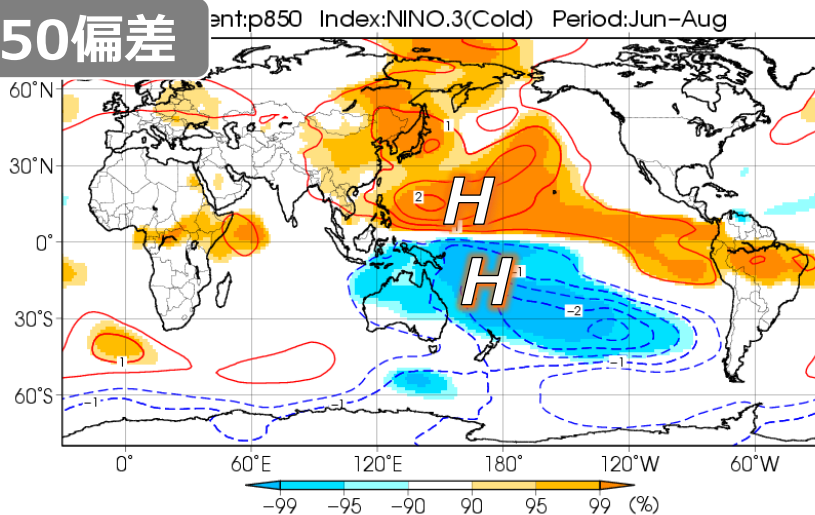 50偏差
ent:p850 Index:NINO.3(Cold) Period:Jun-Aug
60°N
30°N
0°
30°S
60°S
1
2
H
1
H
-1
-2
-1
1
-1
-1
0° 60°E 120°E 180° 120°W 60°W
-99 -95 -90 90 95 99 (%)